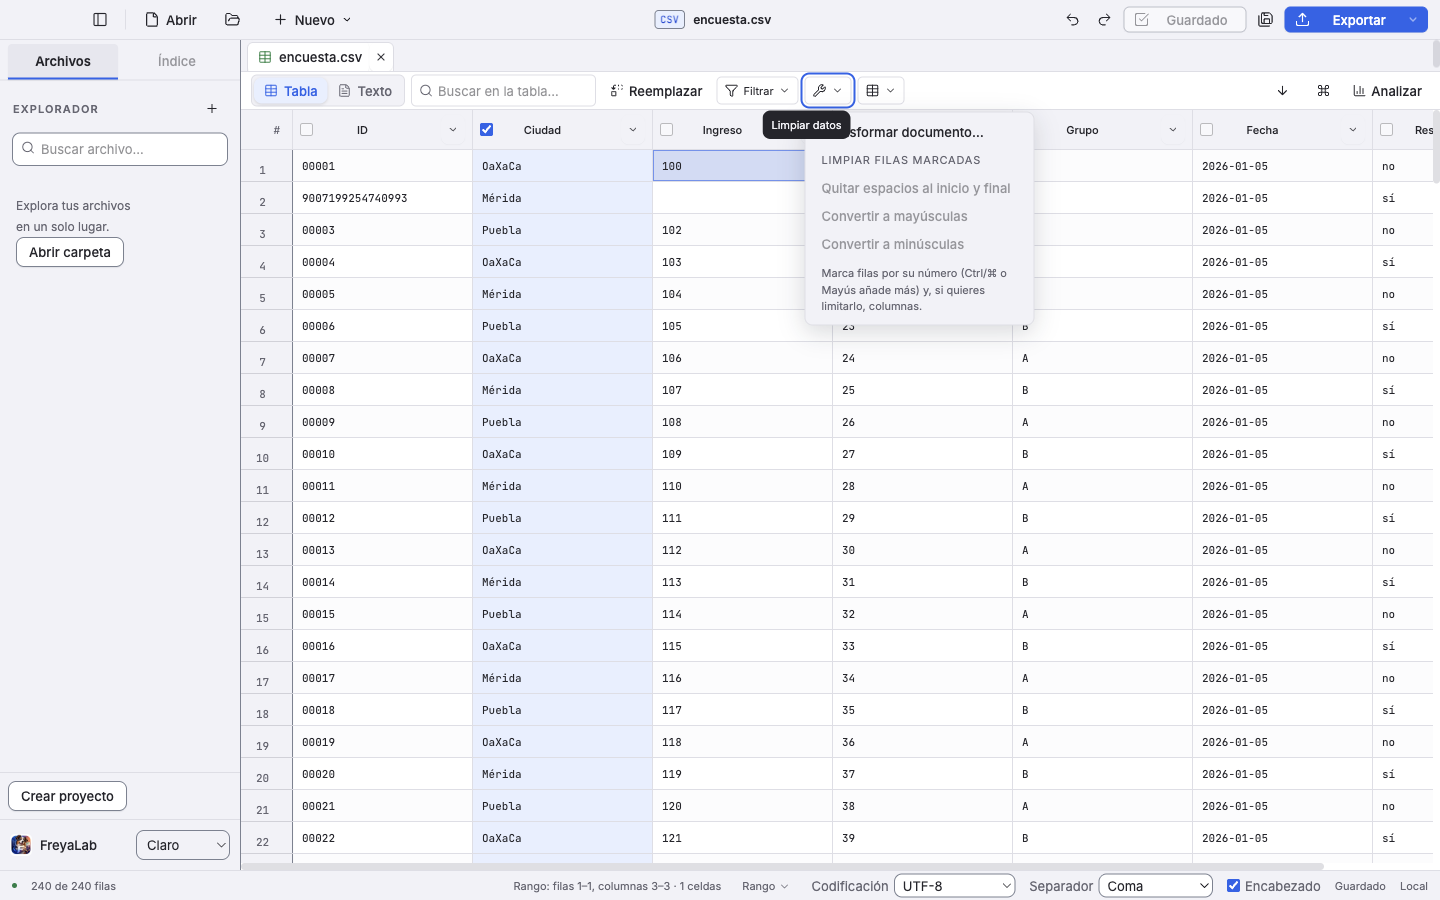 Abrir
Nuevo
CSV encuesta.csv
Guardado
Exportar
Archivos
Índice
encuesta.csv
EXPLORADOR
Buscar archivo...
Explora tus archivos
en un solo lugar.
Abrir carpeta
Crear proyecto
FreyaLab
Claro
Tabla
Texto
Buscar en la tabla...
Reemplazar
Filtrar
Analizar
Limpiar datos
sformar documento...
LIMPIAR FILAS MARCADAS
Quitar espacios al inicio y final
Convertir a mayúsculas
Convertir a minúsculas
Marca filas por su número (Ctrl/⌘ o
Mayús añade más) y, si quieres
limitarlo, columnas.
# ID Ciudad Ingreso Grupo Fecha Res
1 00001 OaXaCa 100 2026-01-05 no
2 9007199254740993 Mérida 2026-01-05 sí
3 00003 Puebla 102 2026-01-05 no
4 00004 OaXaCa 103 2026-01-05 sí
5 00005 Mérida 104 2026-01-05 no
6 00006 Puebla 105 23 B 2026-01-05 sí
7 00007 OaXaCa 106 24 A 2026-01-05 no
8 00008 Mérida 107 25 B 2026-01-05 sí
9 00009 Puebla 108 26 A 2026-01-05 no
10 00010 OaXaCa 109 27 B 2026-01-05 sí
11 00011 Mérida 110 28 A 2026-01-05 no
12 00012 Puebla 111 29 B 2026-01-05 sí
13 00013 OaXaCa 112 30 A 2026-01-05 no
14 00014 Mérida 113 31 B 2026-01-05 sí
15 00015 Puebla 114 32 A 2026-01-05 no
16 00016 OaXaCa 115 33 B 2026-01-05 sí
17 00017 Mérida 116 34 A 2026-01-05 no
18 00018 Puebla 117 35 B 2026-01-05 sí
19 00019 OaXaCa 118 36 A 2026-01-05 no
20 00020 Mérida 119 37 B 2026-01-05 sí
21 00021 Puebla 120 38 A 2026-01-05 no
22 00022 OaXaCa 121 39 B 2026-01-05 sí
240 de 240 filas
Rango: filas 1–1, columnas 3–3 · 1 celdas
Rango
Codificación UTF-8
Separador Coma
Encabezado
Guardado
Local